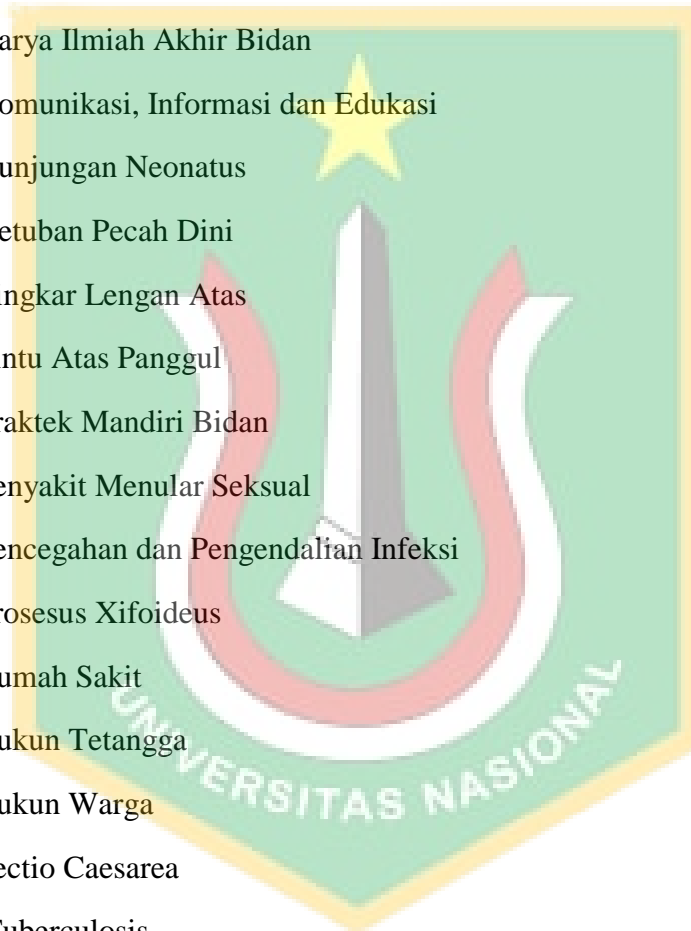 arya Ilmiah Akhir Bidan
omunikasi, Informasi dan Edukasi
unjungan Neonatus
etuban Pecah Dini
ingkar Lengan Atas
intu Atas Panggul
raktek Mandiri Bidan
enyakit Menular Seksual
encegahan dan Pengendalian Infeksi
rosesus Xifoideus
umah Sakit
ukun Tetangga
ukun Warga
ectio Caesarea
Tuberculosis
UNIVERSITAS NASIONAL